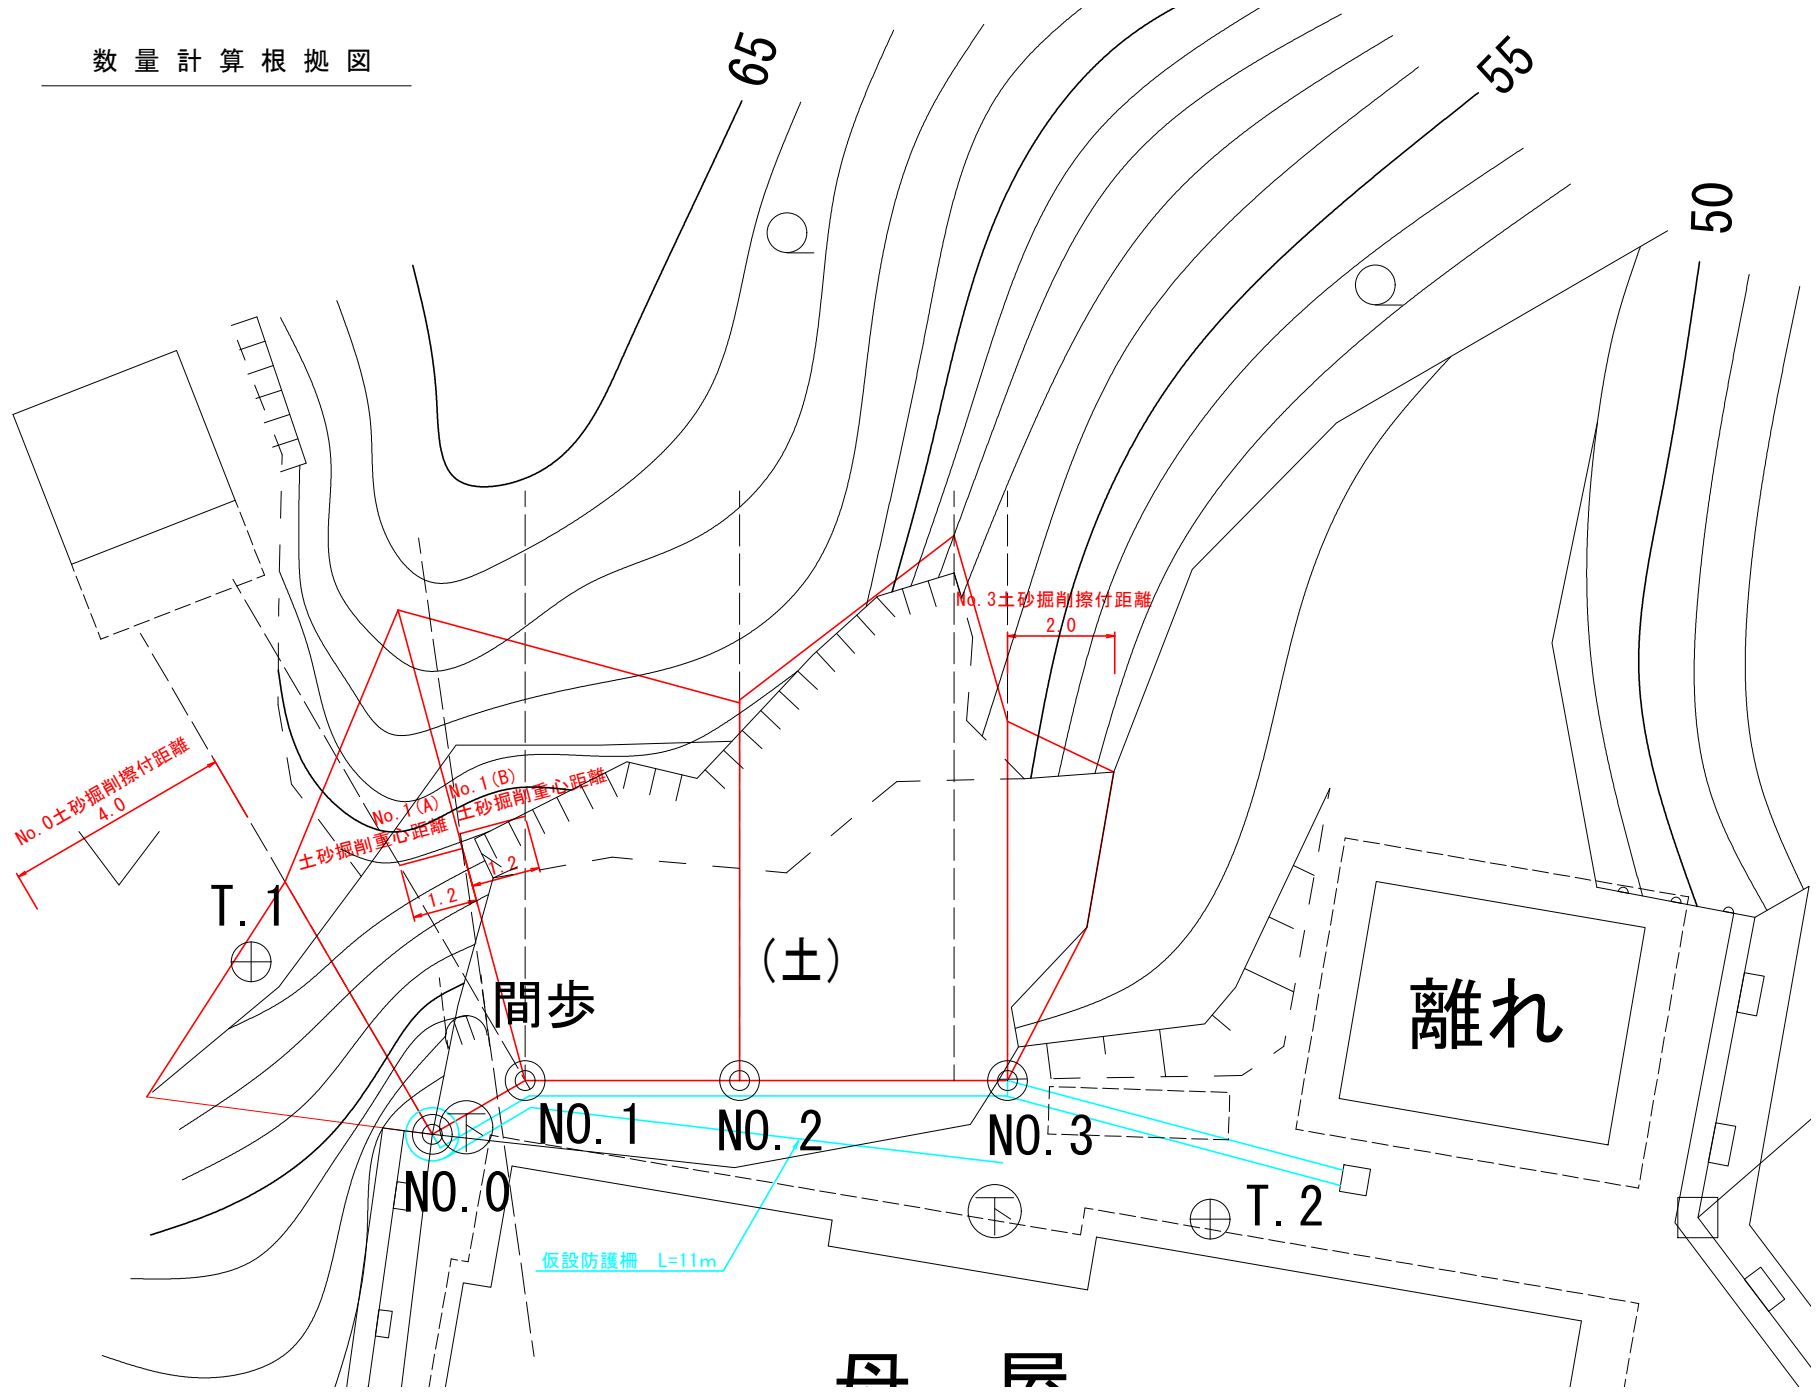 数量計算根拠図
65
55
50
No.3土砂掘削擦付距離
2.0
No.0土砂掘削擦付距離
4.0
No.1(A)
土砂掘削重心距離
1.2
No.1(B)
土砂掘削重心距離
1.2
T.1
(土)
間歩
離れ
NO.1
NO.2
NO.3
NO.0
T.2
仮設防護柵 L=11m
母屋